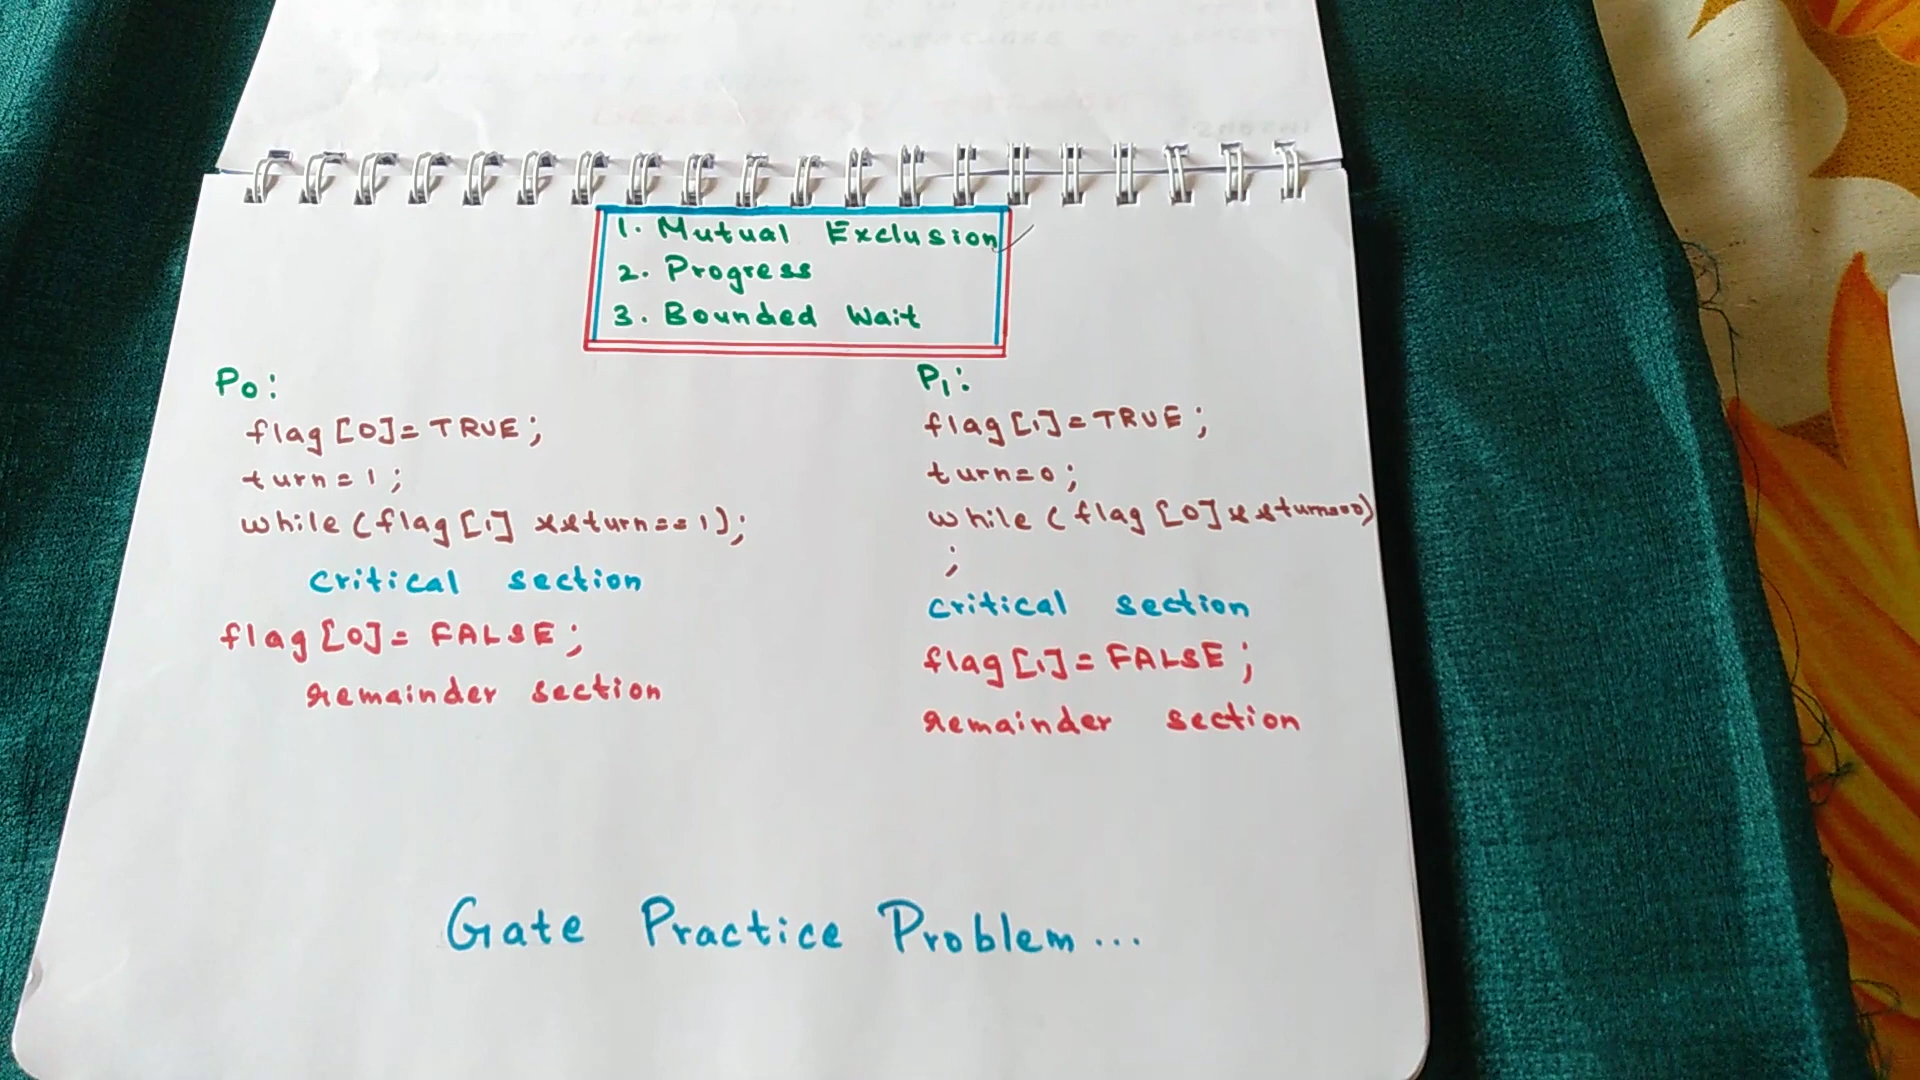 1. Mutual Exclusion
2. Progress
3. Bounded Wait
P0:
flag[0]=TRUE;
turn=1;
while(flag[1] &&turn==1);
critical section
flag[0]=FALSE;
remainder section
P1:
flag[1]=TRUE;
turn=0;
while(flag[0]&&turn==0)
;
critical section
flag[1]=FALSE;
remainder section
Gate Practice Problem...